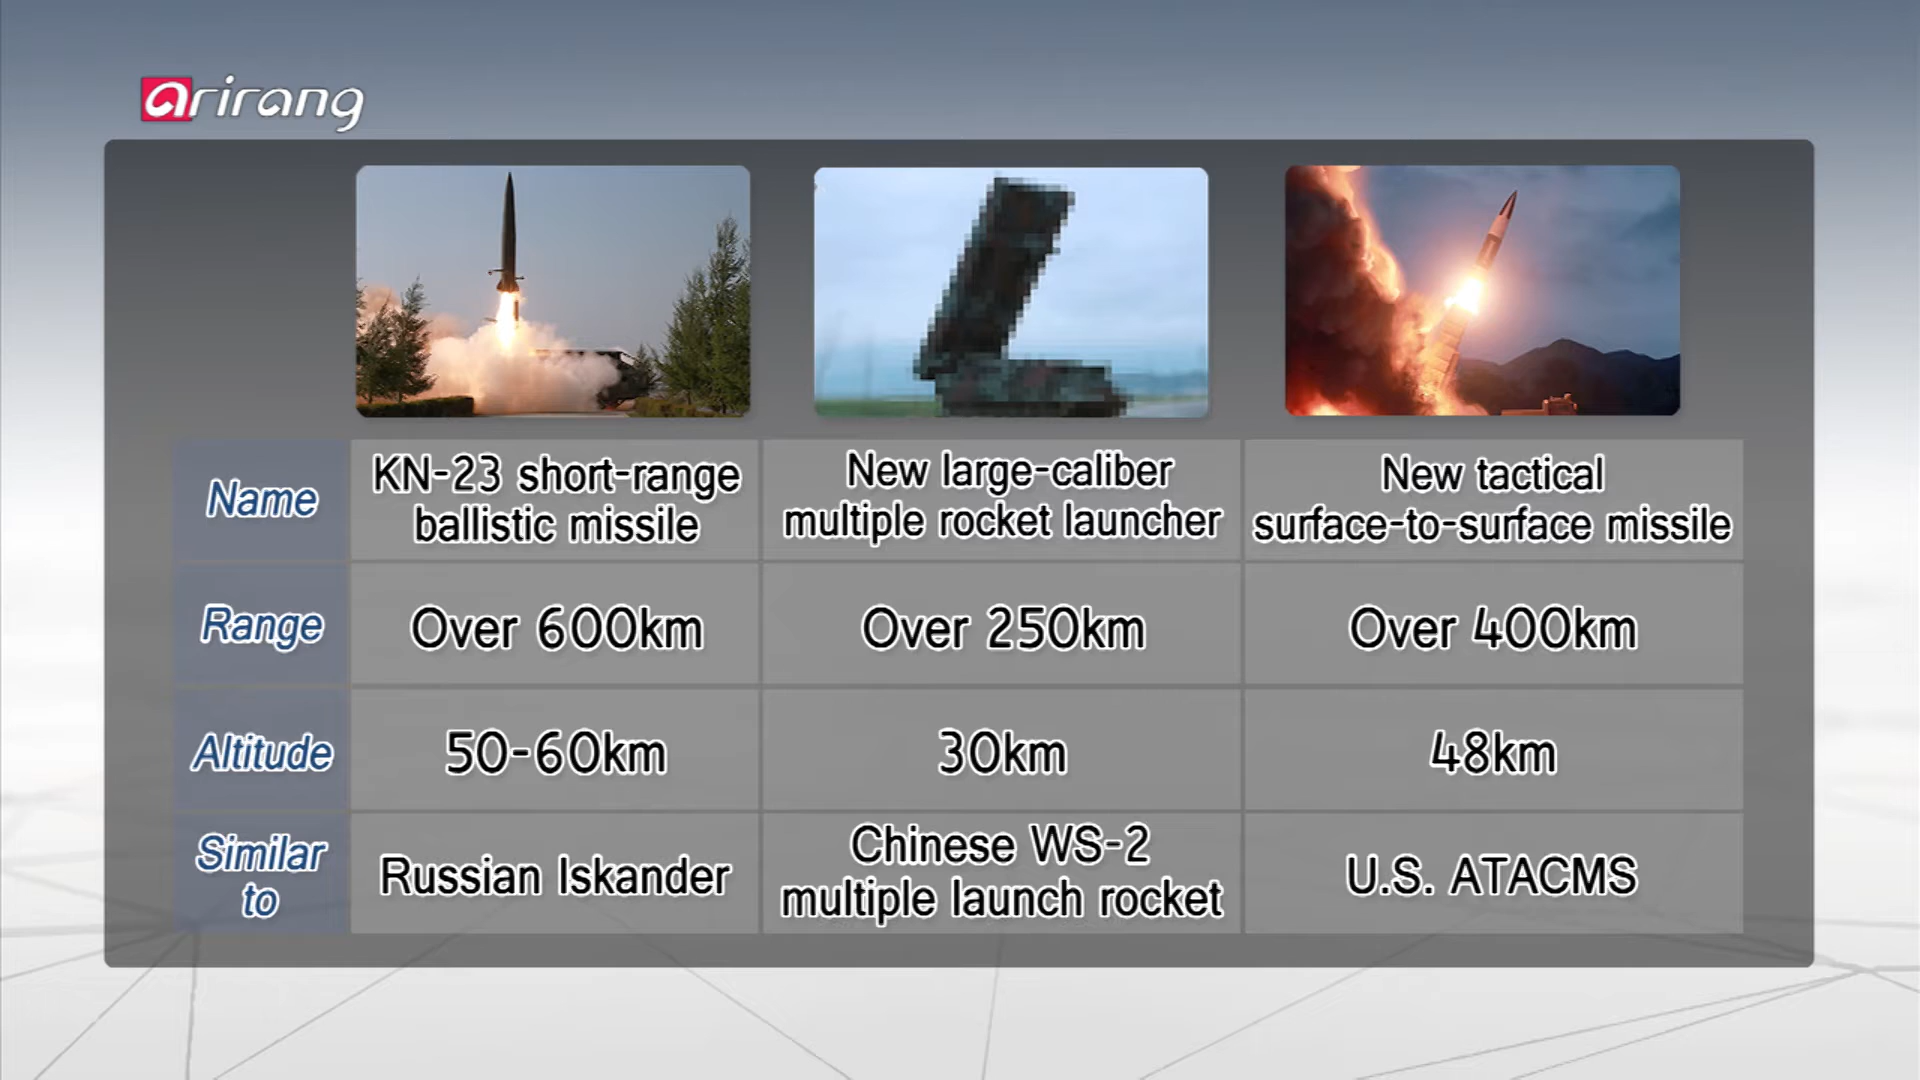 arirang
Name
KN-23 short-range
ballistic missile
New large-caliber
multiple rocket launcher
New tactical
surface-to-surface missile
Range
Over 600km
Over 250km
Over 400km
Altitude
50-60km
30km
48km
Similar
to
Russian Iskander
Chinese WS-2
multiple launch rocket
U.S. ATACMS